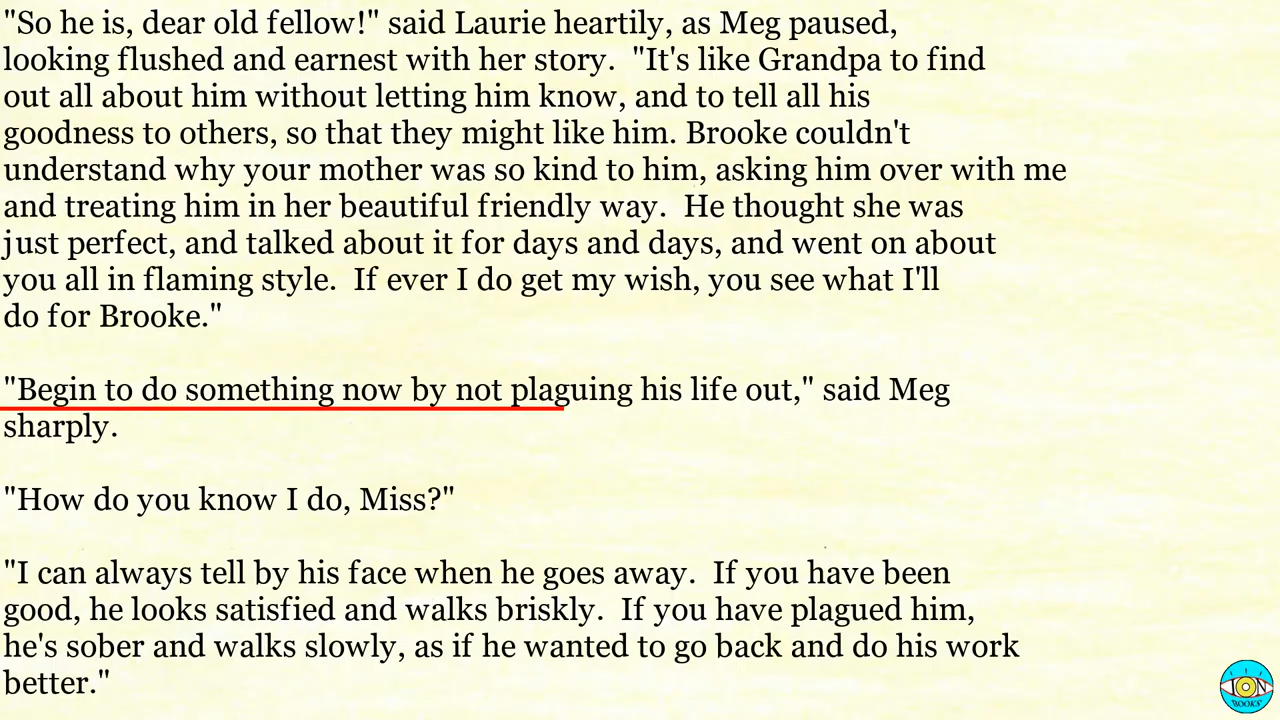 "So he is, dear old fellow!" said Laurie heartily, as Meg paused,
looking flushed and earnest with her story.  "It's like Grandpa to find
out all about him without letting him know, and to tell all his
goodness to others, so that they might like him. Brooke couldn't
understand why your mother was so kind to him, asking him over with me
and treating him in her beautiful friendly way.  He thought she was
just perfect, and talked about it for days and days, and went on about
you all in flaming style.  If ever I do get my wish, you see what I'll
do for Brooke."
"Begin to do something now by not plaguing his life out," said Meg
sharply.
"How do you know I do, Miss?"
"I can always tell by his face when he goes away.  If you have been
good, he looks satisfied and walks briskly.  If you have plagued him,
he's sober and walks slowly, as if he wanted to go back and do his work
better."
ION
BOOKS